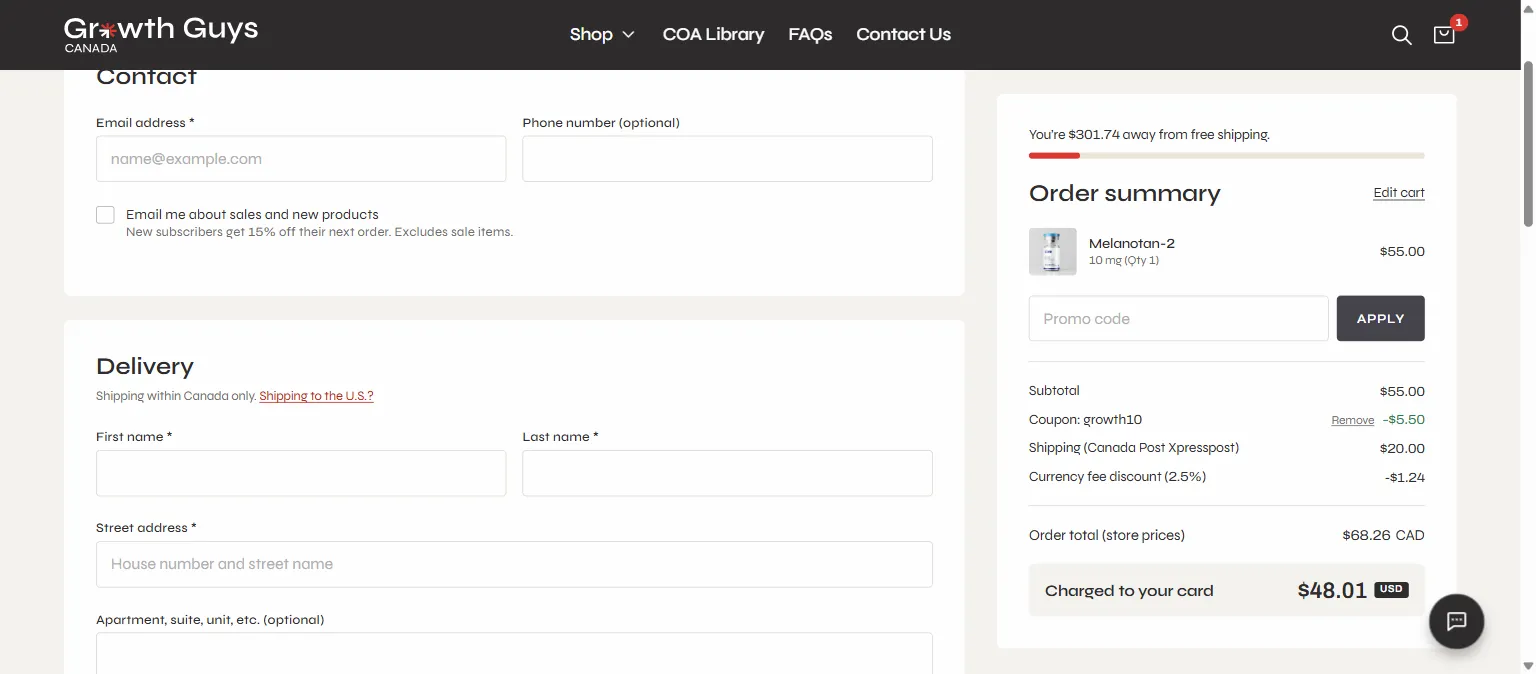 Growth Guys
CANADA
Shop
COA Library
FAQs
Contact Us
1
Contact
Email address *
Phone number (optional)
name@example.com
Email me about sales and new products
New subscribers get 15% off their next order. Excludes sale items.
Delivery
Shipping within Canada only. Shipping to the U.S.?
First name *
Last name *
Street address *
House number and street name
Apartment, suite, unit, etc. (optional)
You're $301.74 away from free shipping.
Order summary
Edit cart
Melanotan-2
10 mg (Qty 1)
$55.00
Promo code
APPLY
Subtotal
$55.00
Coupon: growth10
Remove -$5.50
Shipping (Canada Post Xpresspost)
$20.00
Currency fee discount (2.5%)
-$1.24
Order total (store prices)
$68.26 CAD
Charged to your card
$48.01 USD